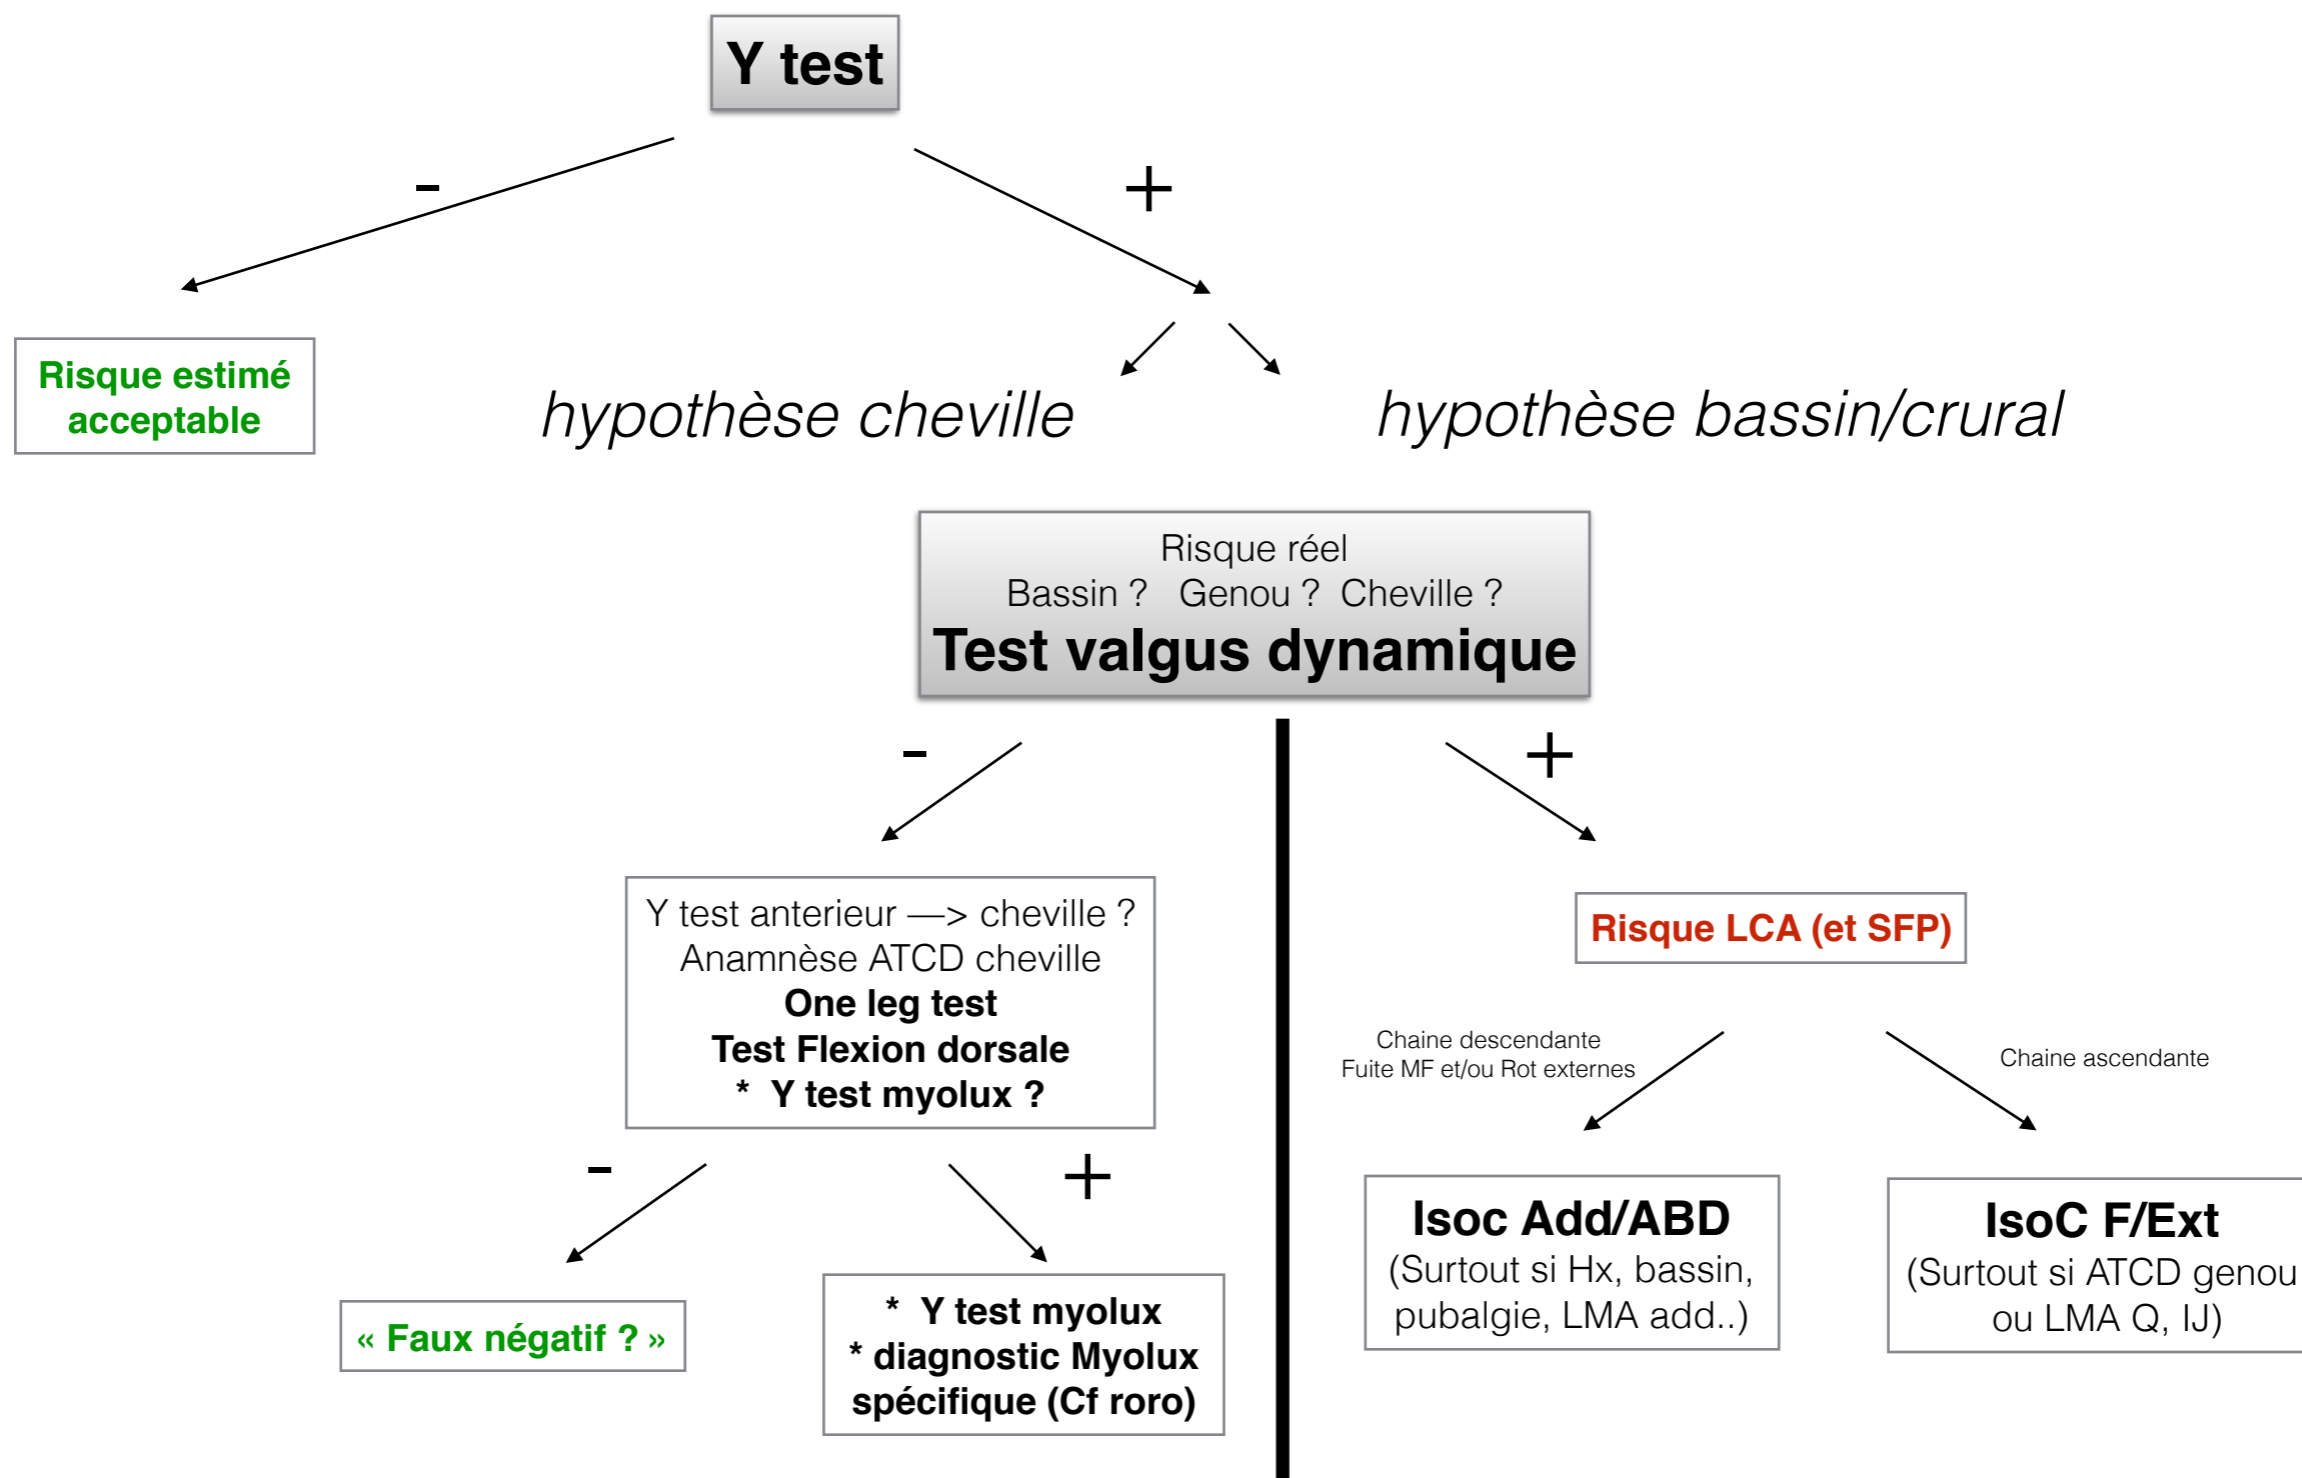 Y test
-
+
Risque estimé
acceptable
hypothèse cheville
hypothèse bassin/crural
Risque réel
Bassin ? Genou ? Cheville ?
Test valgus dynamique
-
+
Y test anterieur —> cheville ?
Anamnèse ATCD cheville
One leg test
Test Flexion dorsale
* Y test myolux ?
Risque LCA (et SFP)
Chaine descendante
Fuite MF et/ou Rot externes
Chaine ascendante
-
+
« Faux négatif ? »
* Y test myolux
* diagnostic Myolux
spécifique (Cf roro)
Isoc Add/ABD
(Surtout si Hx, bassin,
pubalgie, LMA add..)
IsoC F/Ext
(Surtout si ATCD genou
ou LMA Q, IJ)